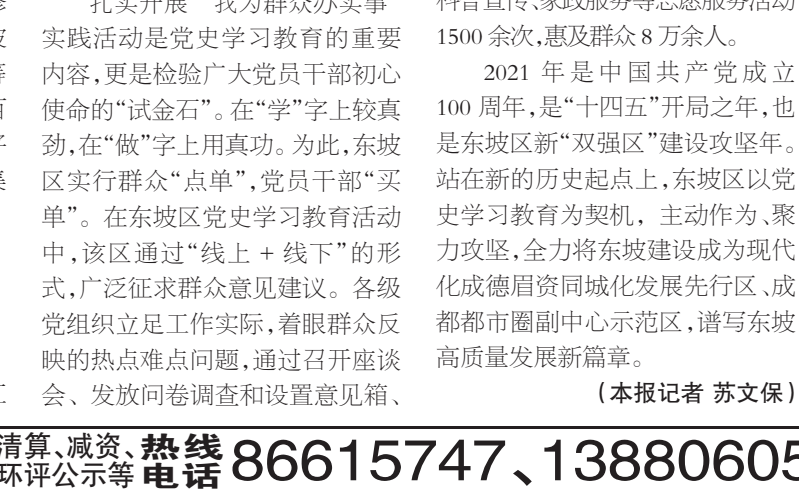 扎实开展“我为群众办实事”
实践活动是党史学习教育的重要
内容,更是检验广大党员干部初心
使命的“试金石”。在“学”字上较真
劲,在“做”字上用真功。为此,东坡
区实行群众“点单”,党员干部“买
单”。在东坡区党史学习教育活动
中,该区通过“线上+线下”的形
式,广泛征求群众意见建议。各级
党组织立足工作实际,着眼群众反
映的热点难点问题,通过召开座谈
会、发放问卷调查和设置意见箱、
科普宣传、家政服务等志愿服务活动
1500余次,惠及群众8万余人。
2021年是中国共产党成立
100周年,是“十四五”开局之年,也
是东坡区新“双强区”建设攻坚年。
站在新的历史起点上,东坡区以党
史学习教育为契机,主动作为、聚
力攻坚,全力将东坡建设成为现代
化成德眉资同城化发展先行区、成
都都市圈副中心示范区,谱写东坡
高质量发展新篇章。
(本报记者 苏文保)
清算、减资、
环评公示等
热线
电话
86615747、13880605